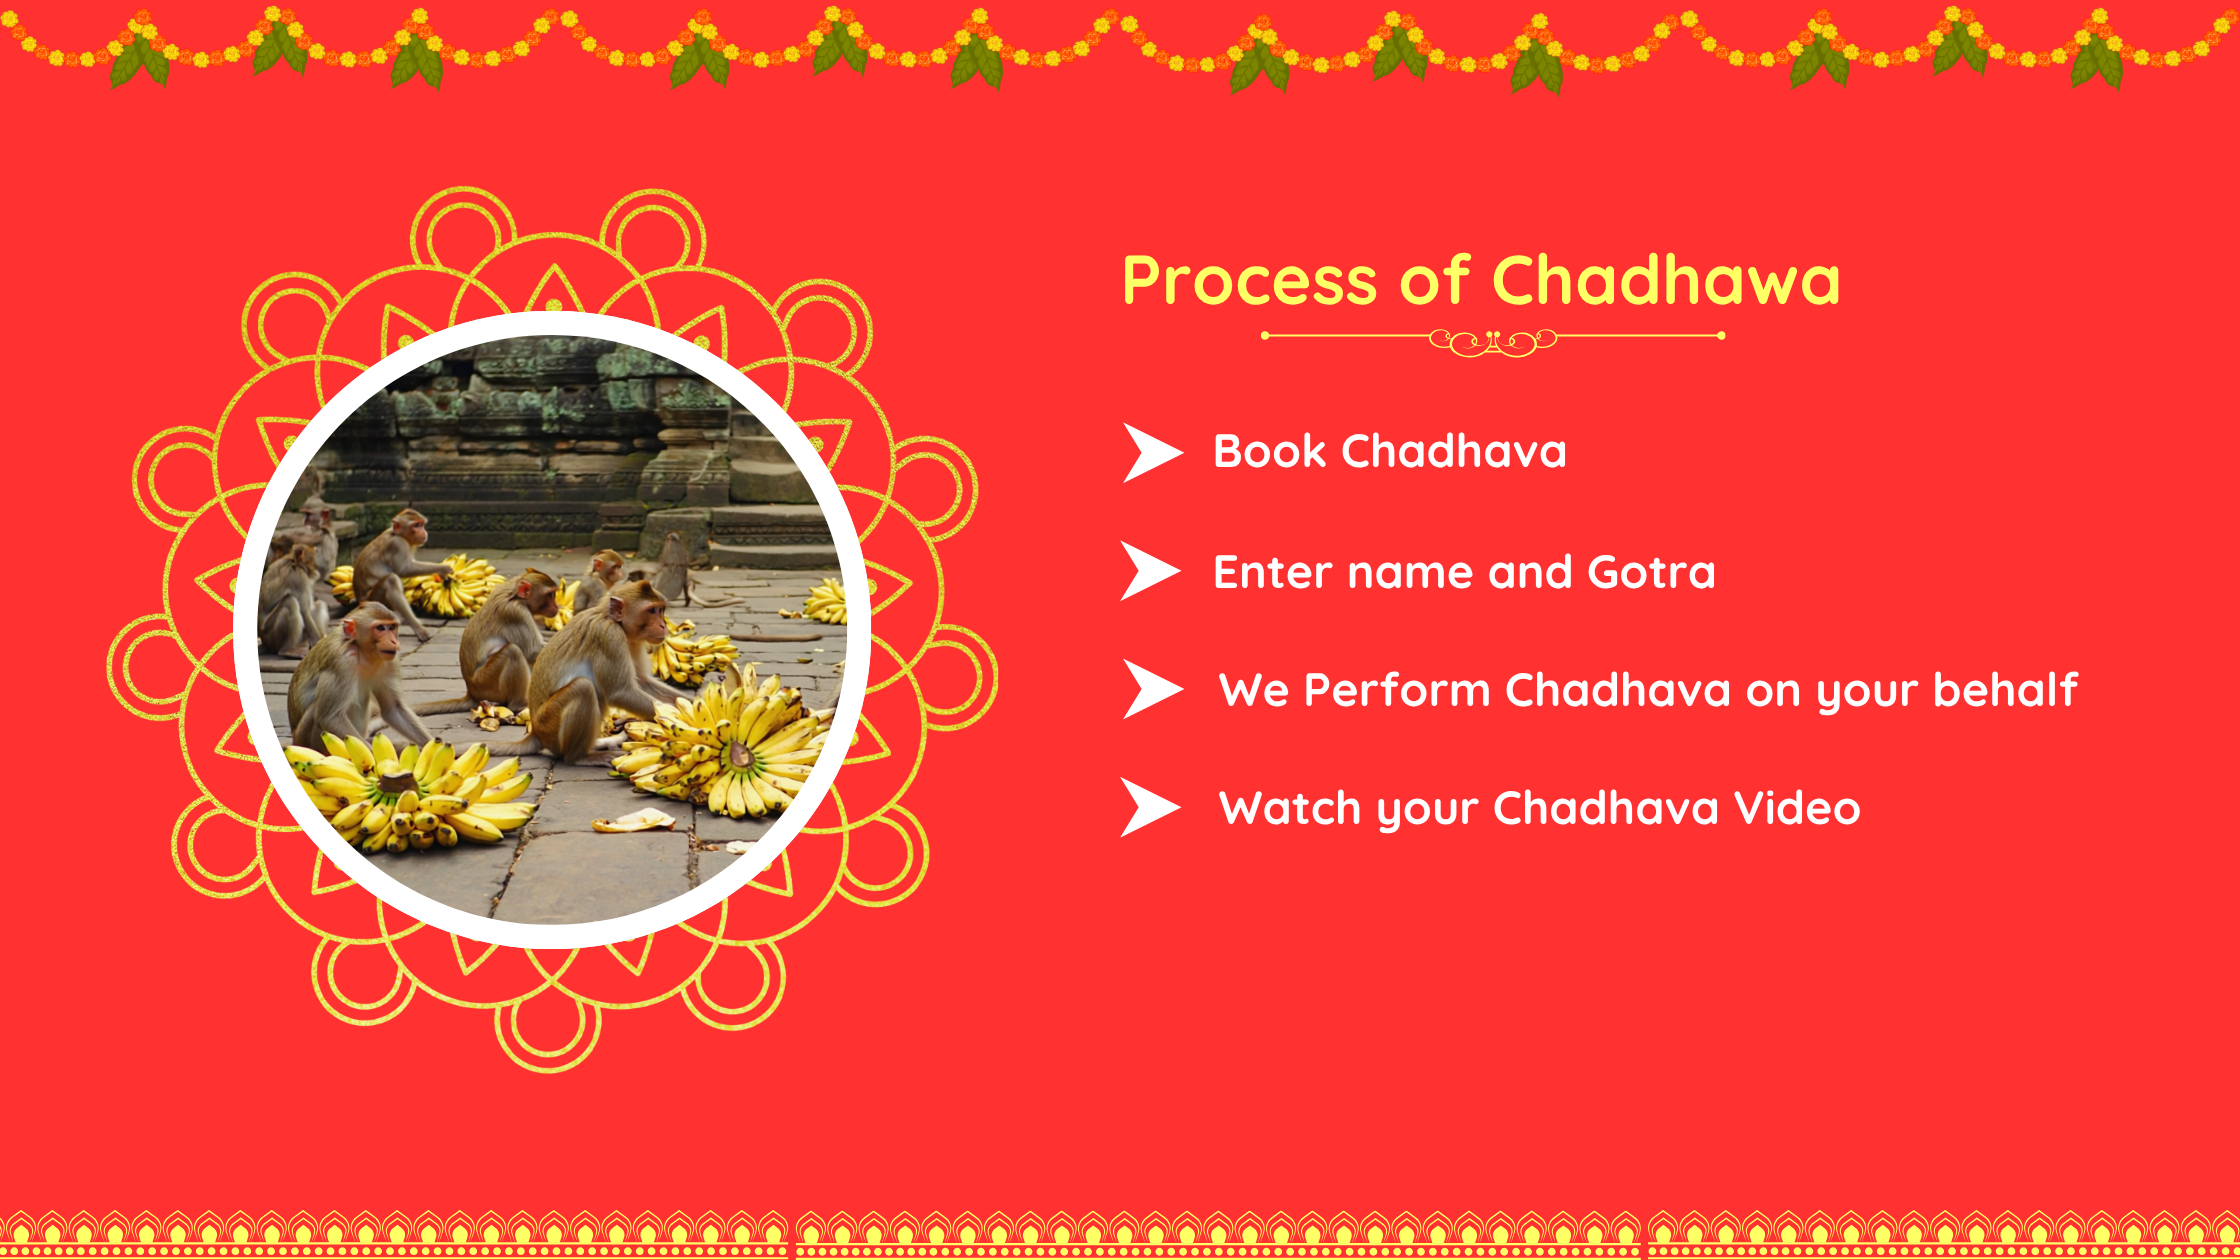 Process of Chadhawa
Book Chadhava
Enter name and Gotra
We Perform Chadhava on your behalf
Watch your Chadhava Video